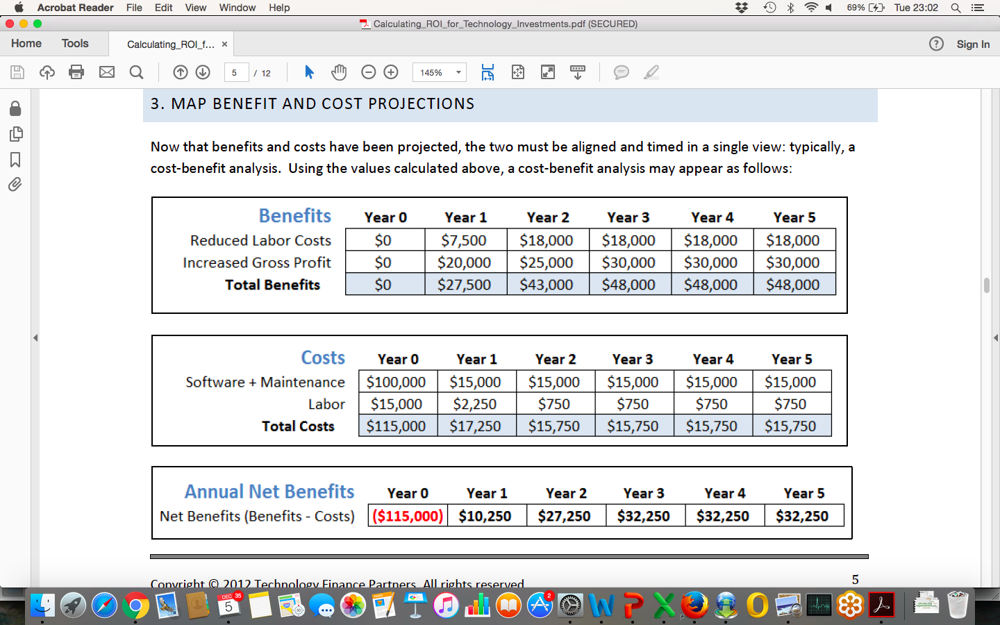 Acrobat Reader File Edit View Window Help 69% Tue 23:02
Calculating_ROI_for_Technology_Investments.pdf (SECURED)
Home Tools Calculating_ROI_f... × ? Sign In
5 / 12 145%
3. MAP BENEFIT AND COST PROJECTIONS
Now that benefits and costs have been projected, the two must be aligned and timed in a single view: typically, a
cost-benefit analysis. Using the values calculated above, a cost-benefit analysis may appear as follows:
Benefits Year 0 Year 1 Year 2 Year 3 Year 4 Year 5
Reduced Labor Costs $0 $7,500 $18,000 $18,000 $18,000 $18,000
Increased Gross Profit $0 $20,000 $25,000 $30,000 $30,000 $30,000
Total Benefits $0 $27,500 $43,000 $48,000 $48,000 $48,000
Costs Year 0 Year 1 Year 2 Year 3 Year 4 Year 5
Software + Maintenance $100,000 $15,000 $15,000 $15,000 $15,000 $15,000
Labor $15,000 $2,250 $750 $750 $750 $750
Total Costs $115,000 $17,250 $15,750 $15,750 $15,750 $15,750
Annual Net Benefits Year 0 Year 1 Year 2 Year 3 Year 4 Year 5
Net Benefits (Benefits - Costs) ($115,000) $10,250 $27,250 $32,250 $32,250 $32,250
5
Copyright © 2012 Technology Finance Partners. All rights reserved
DEC 35 2
5